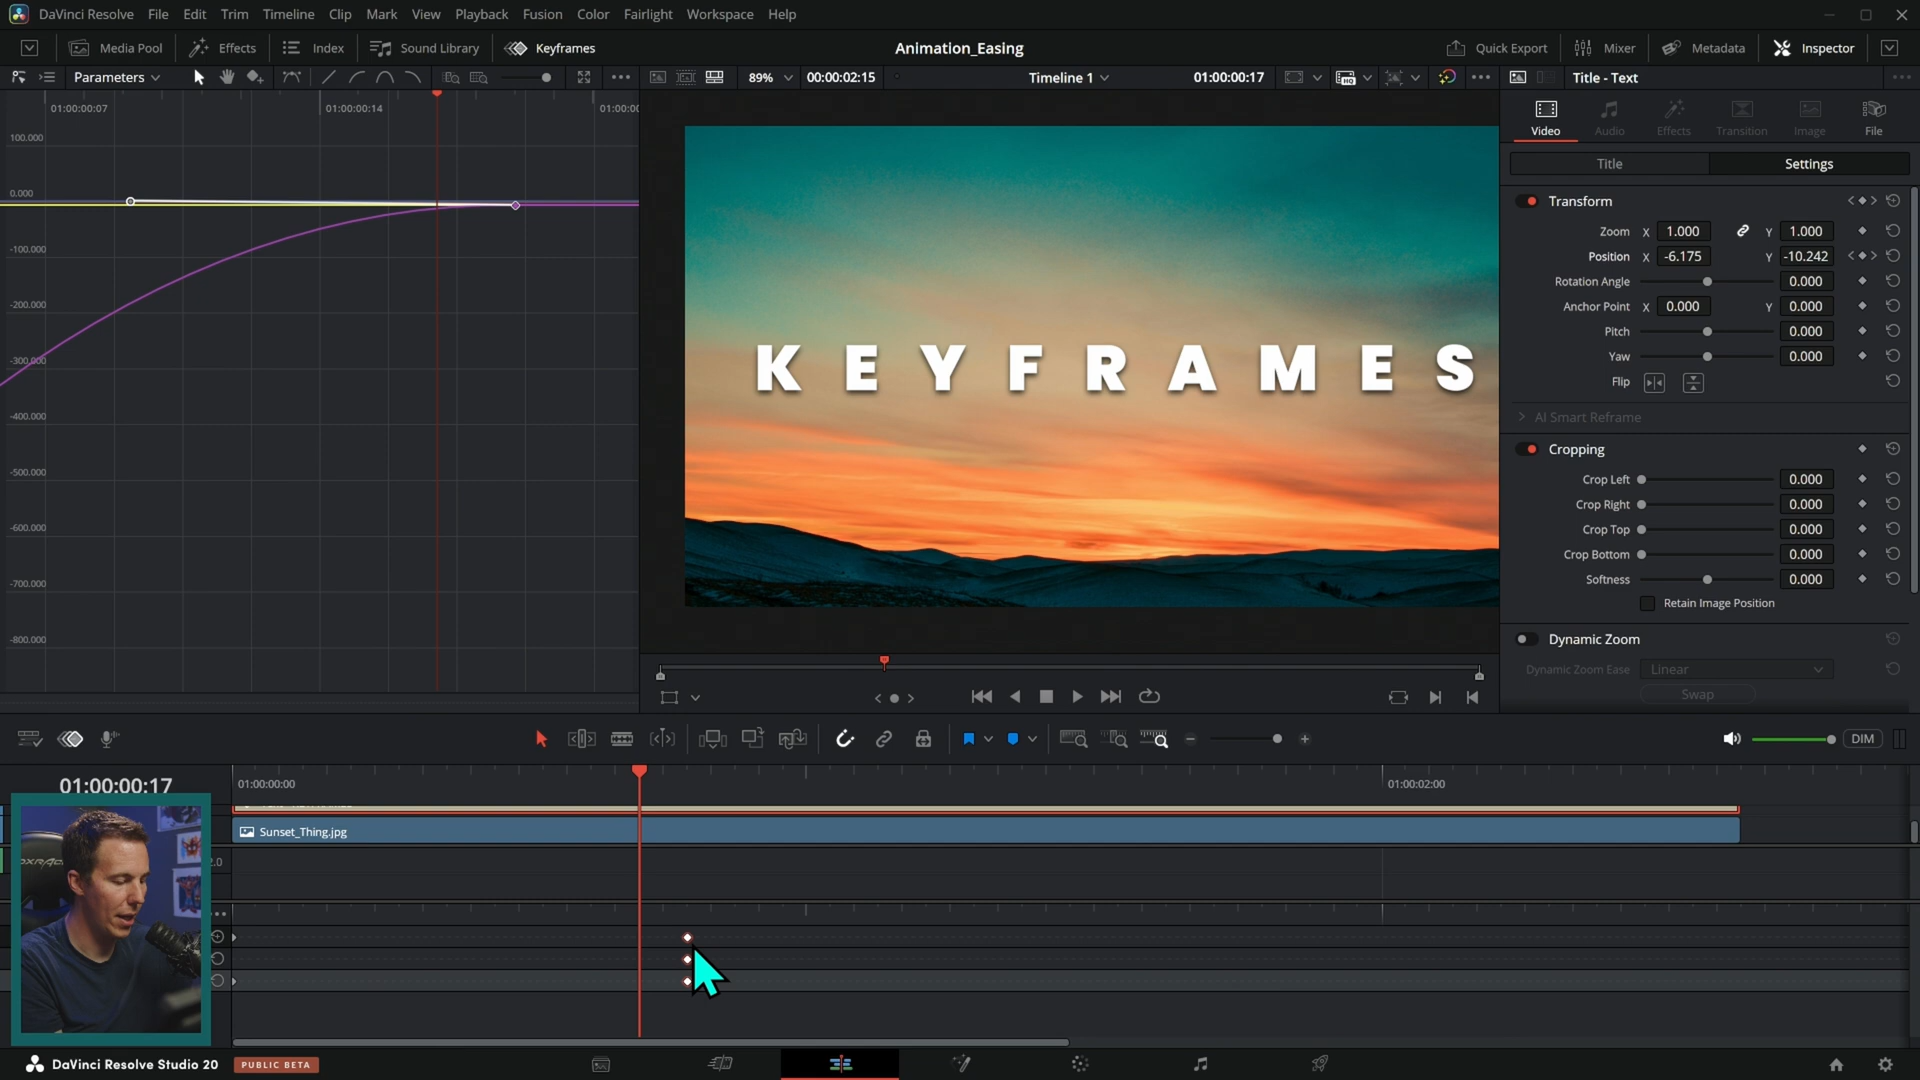 DaVinci Resolve File Edit Trim Timeline Clip Mark View Playback Fusion Color Fairlight Workspace Help
Media Pool Effects Index Sound Library Keyframes Animation_Easing Quick Export Mixer Metadata Inspector
Parameters 89% 00:00:02:15 Timeline 1 01:00:00:17 Title - Text
01:00:00:07 01:00:00:14
Video Audio Effects Transition Image File
100.000
Title Settings
0.000
Transform
Zoom X 1.000 Y 1.000
-100.000
Position X -6.175 Y -10.242
Rotation Angle 0.000
-200.000
Anchor Point X 0.000 Y 0.000
Pitch 0.000
-300.000
Yaw 0.000
KEYFRAMES
Flip
-400.000
AI Smart Reframe
Cropping
-500.000
Crop Left 0.000
Crop Right 0.000
-600.000
Crop Top 0.000
Crop Bottom 0.000
-700.000
Softness 0.000
Retain Image Position
-800.000
Dynamic Zoom
Dynamic Zoom Ease Linear
Swap
DIM
01:00:00:17 01:00:00:00 01:00:02:00
Sunset_Thing.jpg
DaVinci Resolve Studio 20 PUBLIC BETA